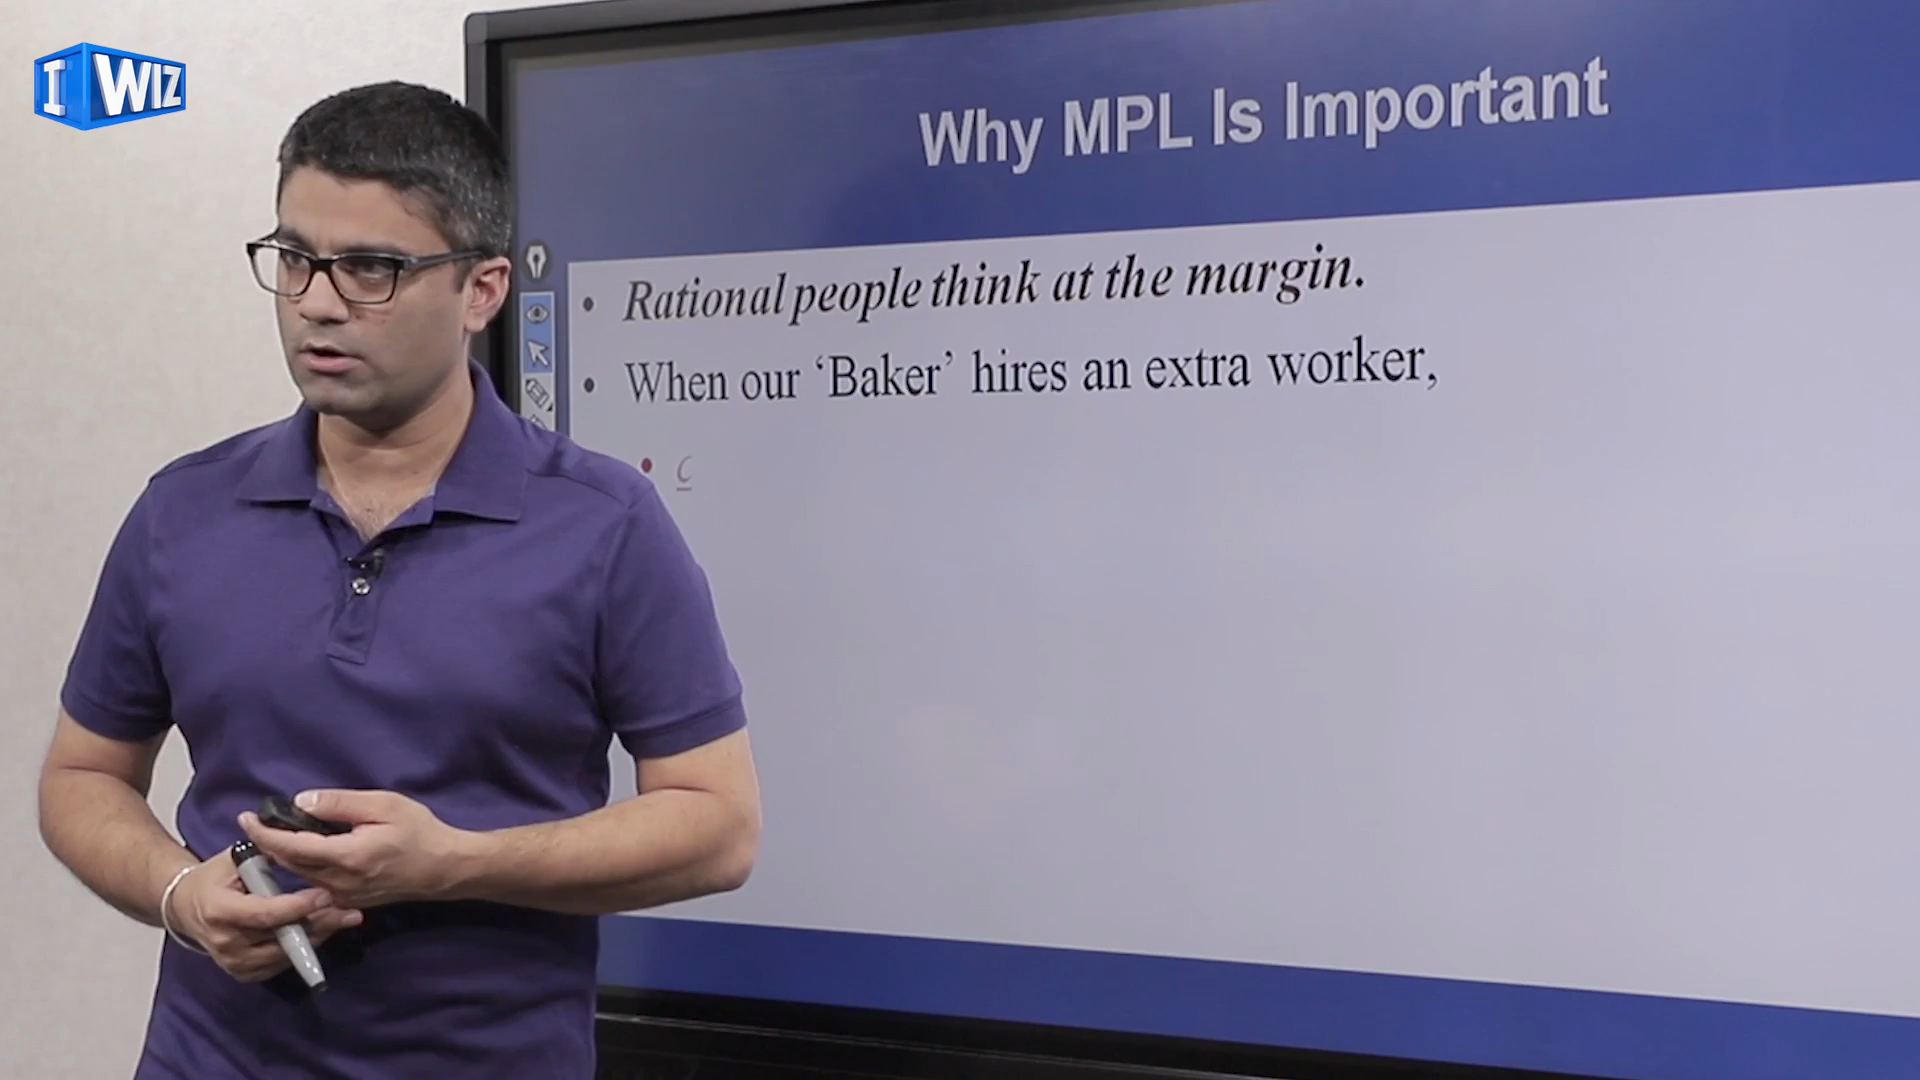 I WIZ
Why MPL Is Important
• Rational people think at the margin.
• When our ‘Baker’ hires an extra worker,
• c